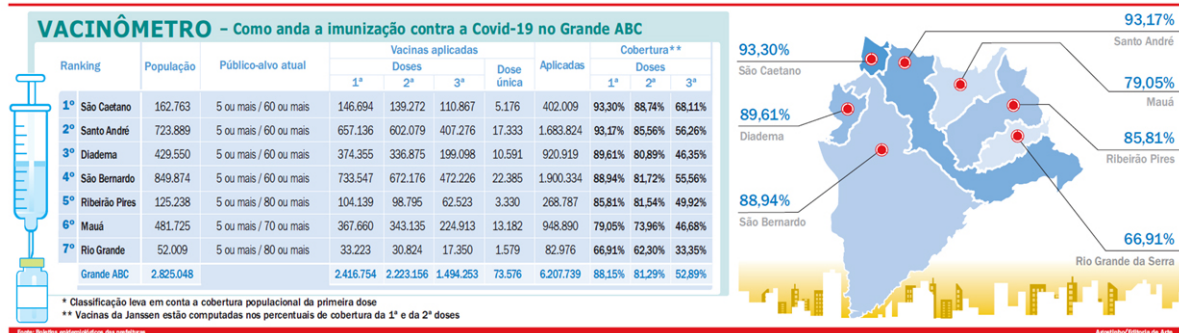 VACINÔMETRO – Como anda a imunização contra a Covid-19 no Grande ABC
Ranking População Público-alvo atual Vacinas aplicadas Aplicadas Cobertura**
Doses Dose única Doses
1ª 2ª 3ª 1ª 2ª 3ª
1º São Caetano 162.763 5 ou mais / 60 ou mais 146.694 139.272 110.867 5.176 402.009 93,30% 88,74% 68,11%
2º Santo André 723.889 5 ou mais / 60 ou mais 657.136 602.079 407.276 17.333 1.683.824 93,17% 85,56% 56,26%
3º Diadema 429.550 5 ou mais / 60 ou mais 374.355 336.875 199.098 10.591 920.919 89,61% 80,89% 46,35%
4º São Bernardo 849.874 5 ou mais / 60 ou mais 733.547 672.176 472.226 22.385 1.900.334 88,94% 81,72% 55,56%
5º Ribeirão Pires 125.238 5 ou mais / 80 ou mais 104.139 98.795 62.523 3.330 268.787 85,81% 81,54% 49,92%
6º Mauá 481.725 5 ou mais / 70 ou mais 367.660 343.135 224.913 13.182 948.890 79,05% 73,96% 46,68%
7º Rio Grande 52.009 5 ou mais / 80 ou mais 33.223 30.824 17.350 1.579 82.976 66,91% 62,30% 33,35%
Grande ABC 2.825.048 2.416.754 2.223.156 1.494.253 73.576 6.207.739 88,15% 81,29% 52,89%
* Classificação leva em conta a cobertura populacional da primeira dose
** Vacinas da Janssen estão computadas nos percentuais de cobertura da 1ª e da 2ª doses
93,30%
São Caetano
89,61%
Diadema
88,94%
São Bernardo
93,17%
Santo André
79,05%
Mauá
85,81%
Ribeirão Pires
66,91%
Rio Grande da Serra
Fonte: Boletins epidemiológicos das prefeituras
Agostinho/Editoria de Arte